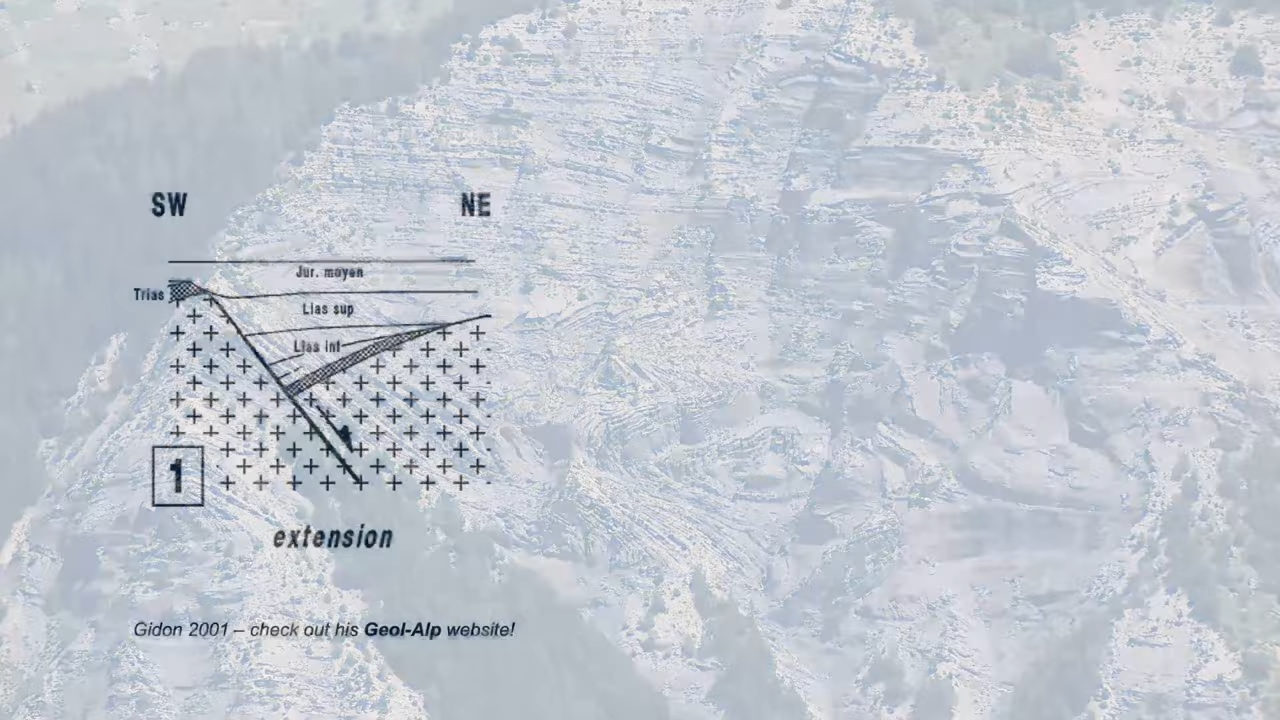 SW
NE
Jur. moyen
Trias
Lias sup
Lias inf
1
extension
Gidon 2001 – check out his Geol-Alp website!